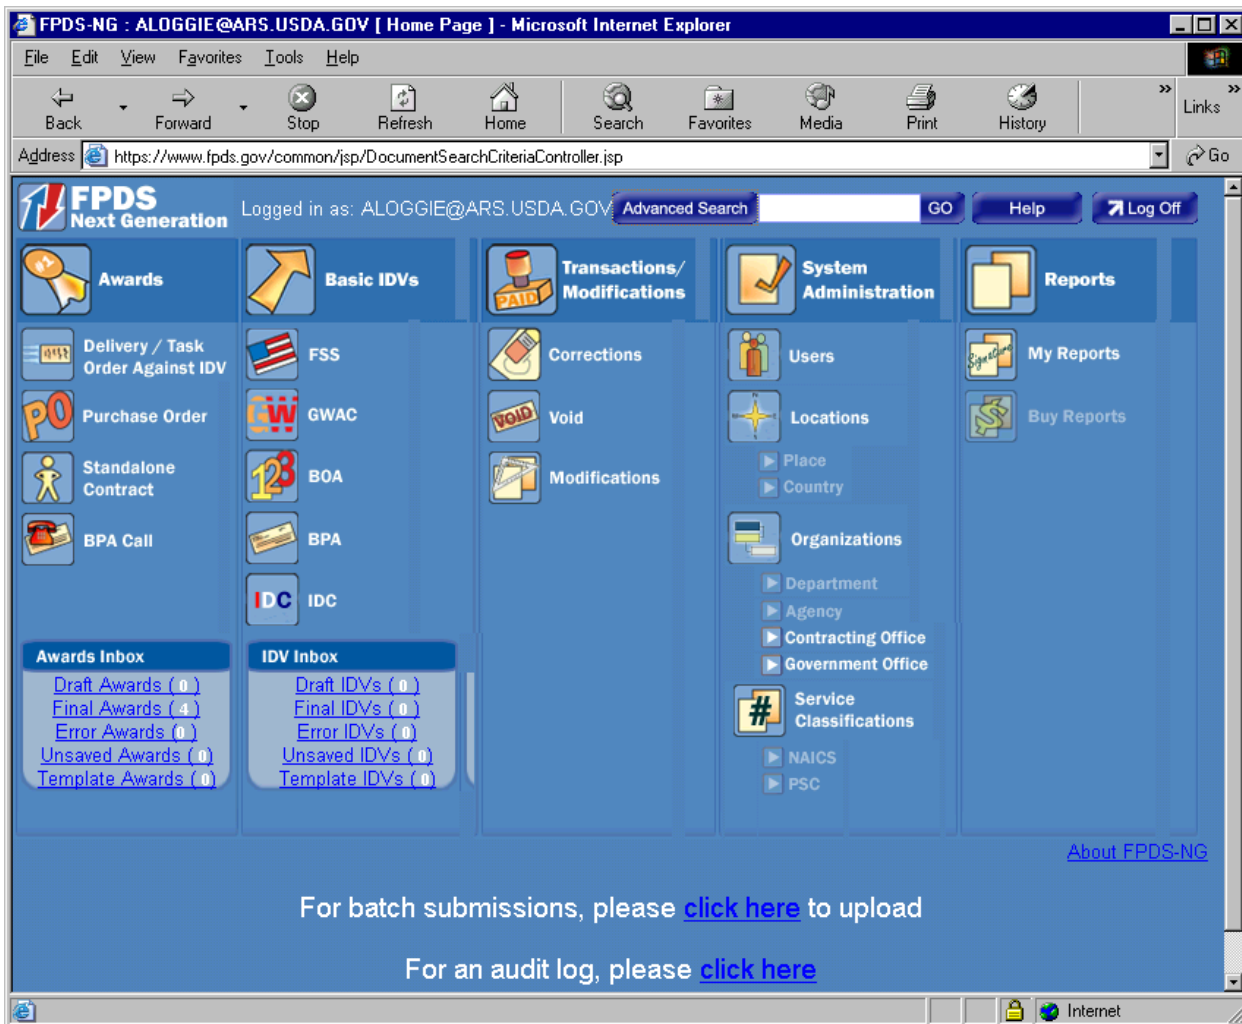 FPDS-NG : ALOGGIE@ARS.USDA.GOV [ Home Page ] - Microsoft Internet Explorer
File Edit View Favorites Tools Help
Back Forward Stop Refresh Home Search Favorites Media Print History » Links »
Address https://www.fpds.gov/common/jsp/DocumentSearchCriteriaController.jsp Go
FPDS
Next Generation
Logged in as: ALOGGIE@ARS.USDA.GOV Advanced Search GO Help Log Off
#1 Awards
Delivery / Task
Order Against IDV
PO Purchase Order
Standalone
Contract
BPA Call
Awards Inbox
Draft Awards ( 0 )
Final Awards ( 4 )
Error Awards ( 0 )
Unsaved Awards ( 0 )
Template Awards ( 0 )
Basic IDVs
FSS
GW GWAC
123 BOA
BPA
IDC IDC
IDV Inbox
Draft IDVs ( 0 )
Final IDVs ( 0 )
Error IDVs ( 0 )
Unsaved IDVs ( 0 )
Template IDVs ( 0 )
PAID Transactions/
Modifications
Corrections
VOID Void
Modifications
System
Administration
Users
Locations
Place
Country
Organizations
Department
Agency
Contracting Office
Government Office
# Service
Classifications
NAICS
PSC
Reports
Signature My Reports
$ Buy Reports
About FPDS-NG
For batch submissions, please click here to upload
For an audit log, please click here
Internet